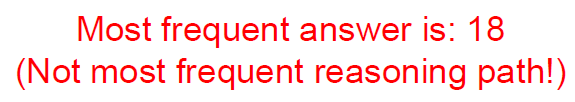 Most frequent answer is: 18
(Not most frequent reasoning path!)